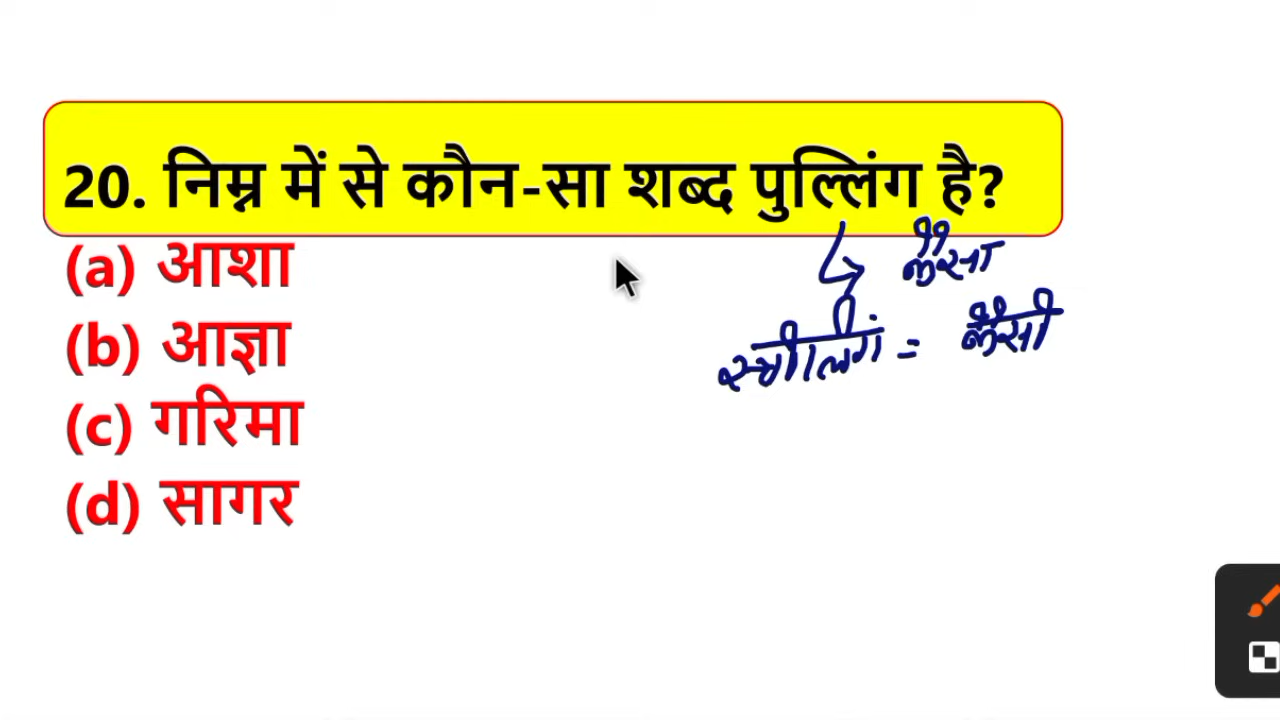 20. निम्न में से कौन-सा शब्द पुल्लिंग है?
(a) आशा
कैसा
(b) आज्ञा
स्त्रीलिंग = कैसी
(c) गरिमा
(d) सागर